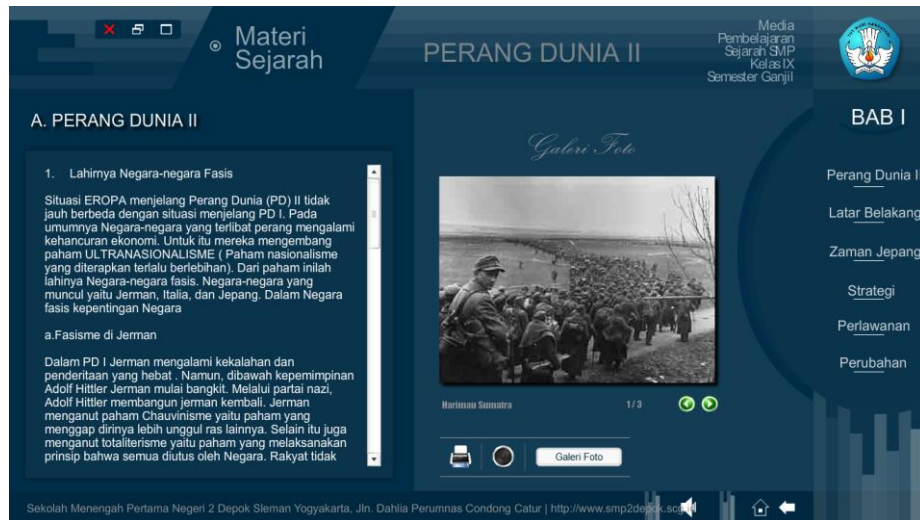 Materi
Sejarah
PERANG DUNIA II
Media
Pembelajaran
Sejarah SMP
Kelas IX
Semester Ganjil
A. PERANG DUNIA II
1. Lahirnya Negara-negara Fasis
Situasi EROPA menjelang Perang Dunia (PD) II tidak
jauh berbeda dengan situasi menjelang PD I. Pada
umumnya Negara-negara yang terlibat perang mengalami
kehancuran ekonomi. Untuk itu mereka mengembang
paham ULTRANASIONALISME ( Paham nasionalisme
yang diterapkan terlalu berlebihan). Dari paham inilah
lahinya Negara-negara fasis. Negara-negara yang
muncul yaitu Jerman, Italia, dan Jepang. Dalam Negara
fasis kepentingan Negara
a.Fasisme di Jerman
Dalam PD I Jerman mengalami kekalahan dan
penderitaan yang hebat . Namun, dibawah kepemimpinan
Adolf Hittler Jerman mulai bangkit. Melalui partai nazi,
Adolf Hittler membangun jerman kembali. Jerman
menganut paham Chauvinisme yaitu paham yang
menggap dirinya lebih unggul ras lainnya. Selain itu juga
menganut totaliterisme yaitu paham yang melaksanakan
prinsip bahwa semua diutus oleh Negara. Rakyat tidak
Galeri Foto
Harimau Sumatra
1/3
Galeri Foto
BAB I
Perang Dunia II
Latar Belakang
Zaman Jepang
Strategi
Perlawanan
Perubahan
Sekolah Menengah Pertama Negeri 2 Depok Sleman Yogyakarta, Jln. Dahlia Perumnas Condong Catur | http://www.smp2depok.sc